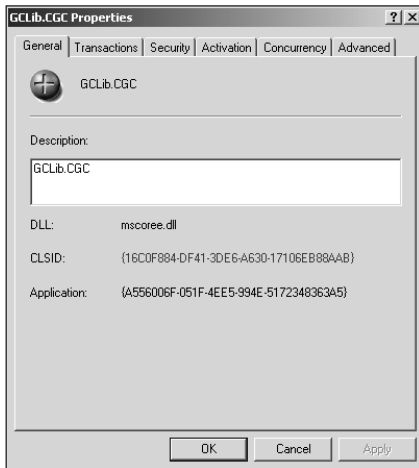 GCLib.CGC Properties
General Transactions Security Activation Concurrency Advanced
GCLib.CGC
Description:
GCLib.CGC
DLL: mscoree.dll
CLSID: {16C0F884-DF41-3DE6-A630-17106EB88AAB}
Application: {A556006F-051F-4EE5-994E-5172348363A5}
OK Cancel Apply